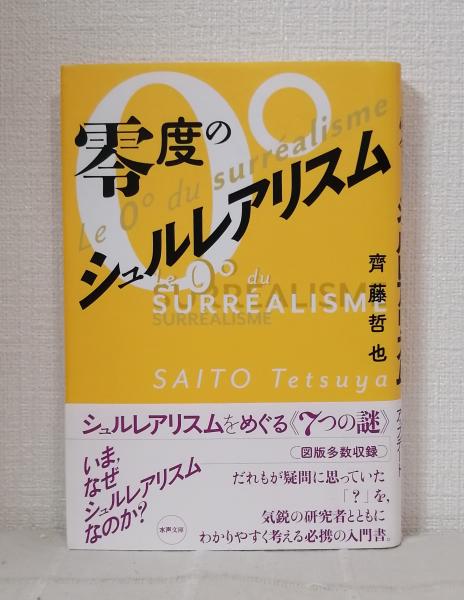 零度の
シュルレアリスム
0°
Le 0° du surréalisme
Le 0° du
SURRÉALISME
SURREALISME
SURRÉALISME
齊藤哲也
SAITO Tetsuya
シュルレアリスムをめぐる《7つの謎》
図版多数収録
いま,
なぜ
シュルレアリスム
なのか?
だれもが疑問に思っていた
「?」を,
気鋭の研究者とともに
わかりやすく考える必携の入門書。
水声文庫